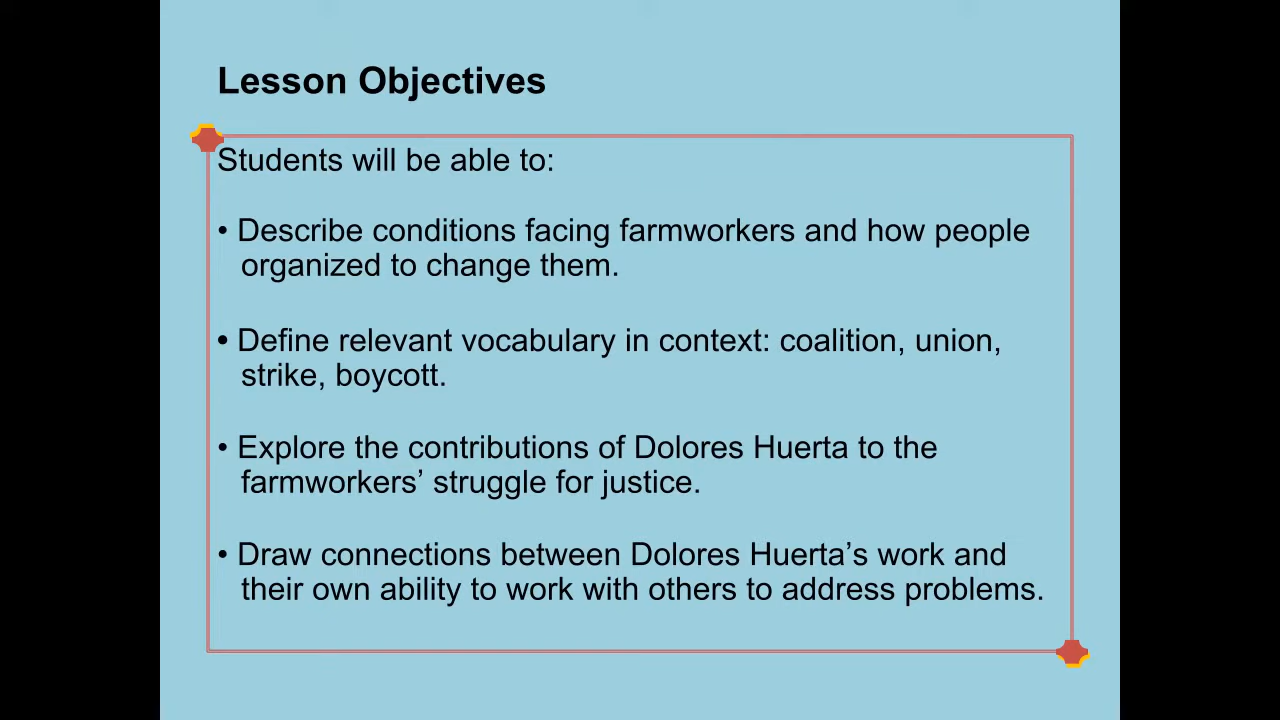 Lesson Objectives
Students will be able to:
• Describe conditions facing farmworkers and how people
organized to change them.
• Define relevant vocabulary in context: coalition, union,
strike, boycott.
• Explore the contributions of Dolores Huerta to the
farmworkers’ struggle for justice.
• Draw connections between Dolores Huerta’s work and
their own ability to work with others to address problems.